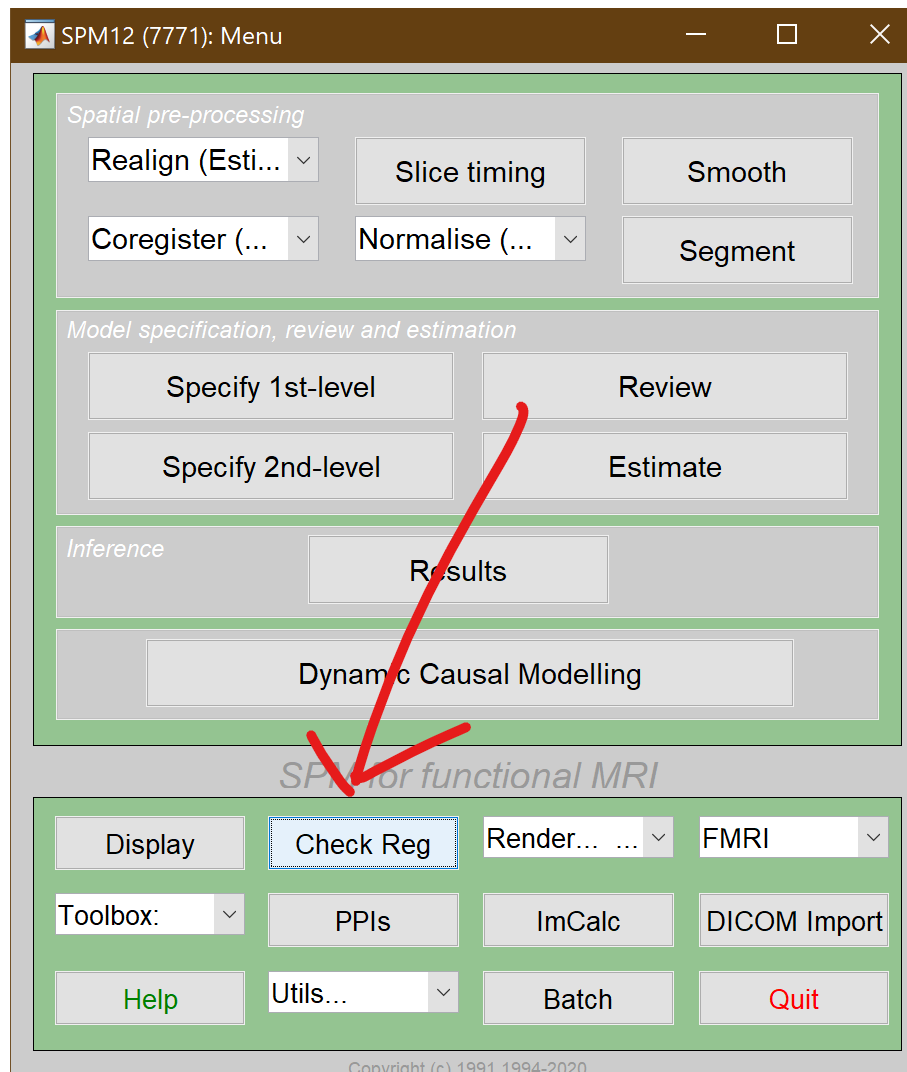 SPM12 (7771): Menu
Spatial pre-processing
Realign (Esti...
Slice timing
Smooth
Coregister (...
Normalise (...
Segment
Model specification, review and estimation
Specify 1st-level
Review
Specify 2nd-level
Estimate
Inference
Results
Dynamic Causal Modelling
SPM for functional MRI
Display
Check Reg
Render... ...
FMRI
Toolbox:
PPIs
ImCalc
DICOM Import
Help
Utils...
Batch
Quit
Copyright (c) 1991,1994-2020